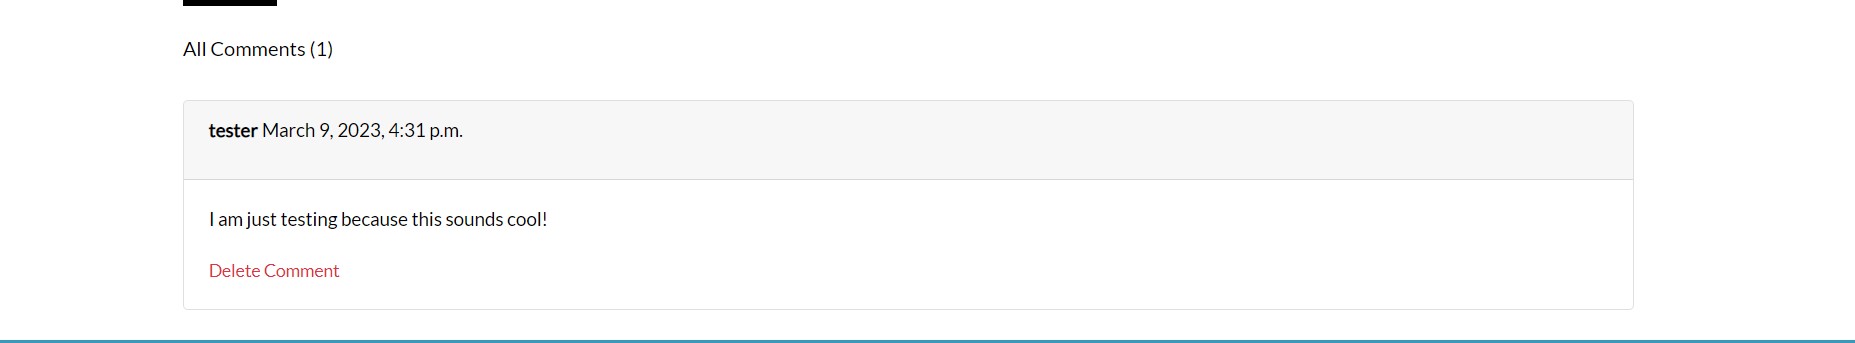 All Comments (1)
tester March 9, 2023, 4:31 p.m.
I am just testing because this sounds cool!
Delete Comment